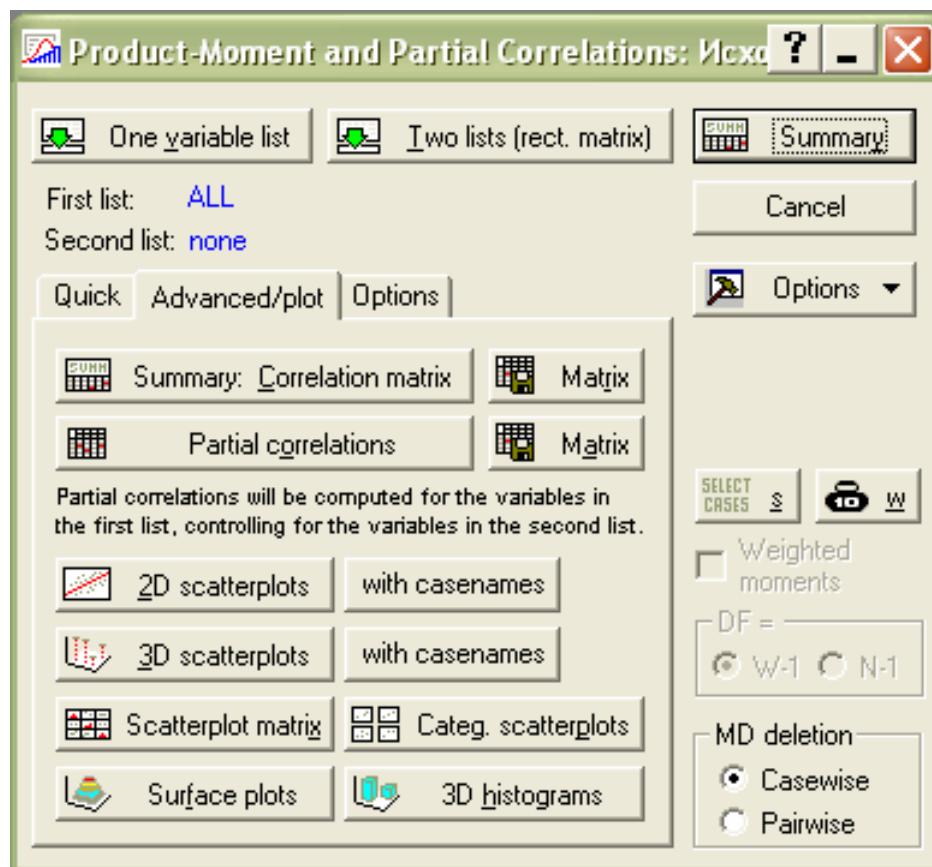 Product-Moment and Partial Correlations: Исхо
One variable list
Two lists (rect. matrix)
SUMM Summary
First list: ALL
Second list: none
Cancel
Quick
Advanced/plot
Options
Options
SUMM Summary: Correlation matrix
Matrix
Partial correlations
Matrix
Partial correlations will be computed for the variables in
the first list, controlling for the variables in the second list.
SELECT
CASES S
10 W
2D scatterplots
with casenames
Weighted
moments
3D scatterplots
with casenames
DF =
W-1
N-1
Scatterplot matrix
Categ. scatterplots
Surface plots
3D histograms
MD deletion
Casewise
Pairwise